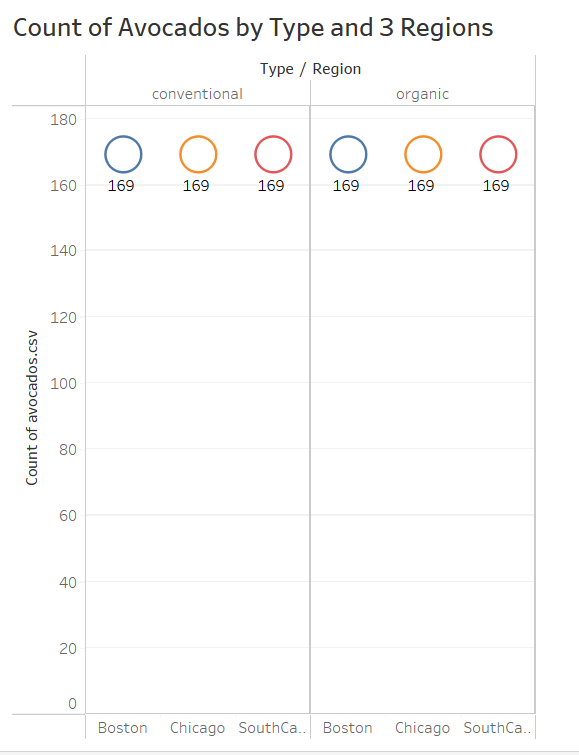 Count of Avocados by Type and 3 Regions
Type / Region
conventional organic
180
169 169 169 169 169 169
160
140
120
100
80
60
40
20
0
Count of avocados.csv
Boston Chicago SouthCa.. Boston Chicago SouthCa..